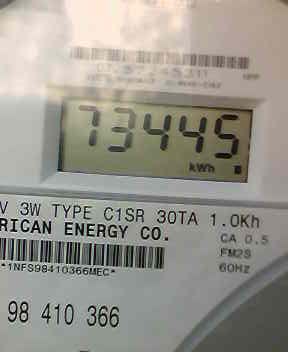 73445
kWh
V 3W TYPE C1SR 30TA 1.0Kh
RICAN ENERGY CO.
CA 0.5
FM2S
60Hz
*1NFS98410366MEC*
98 410 366